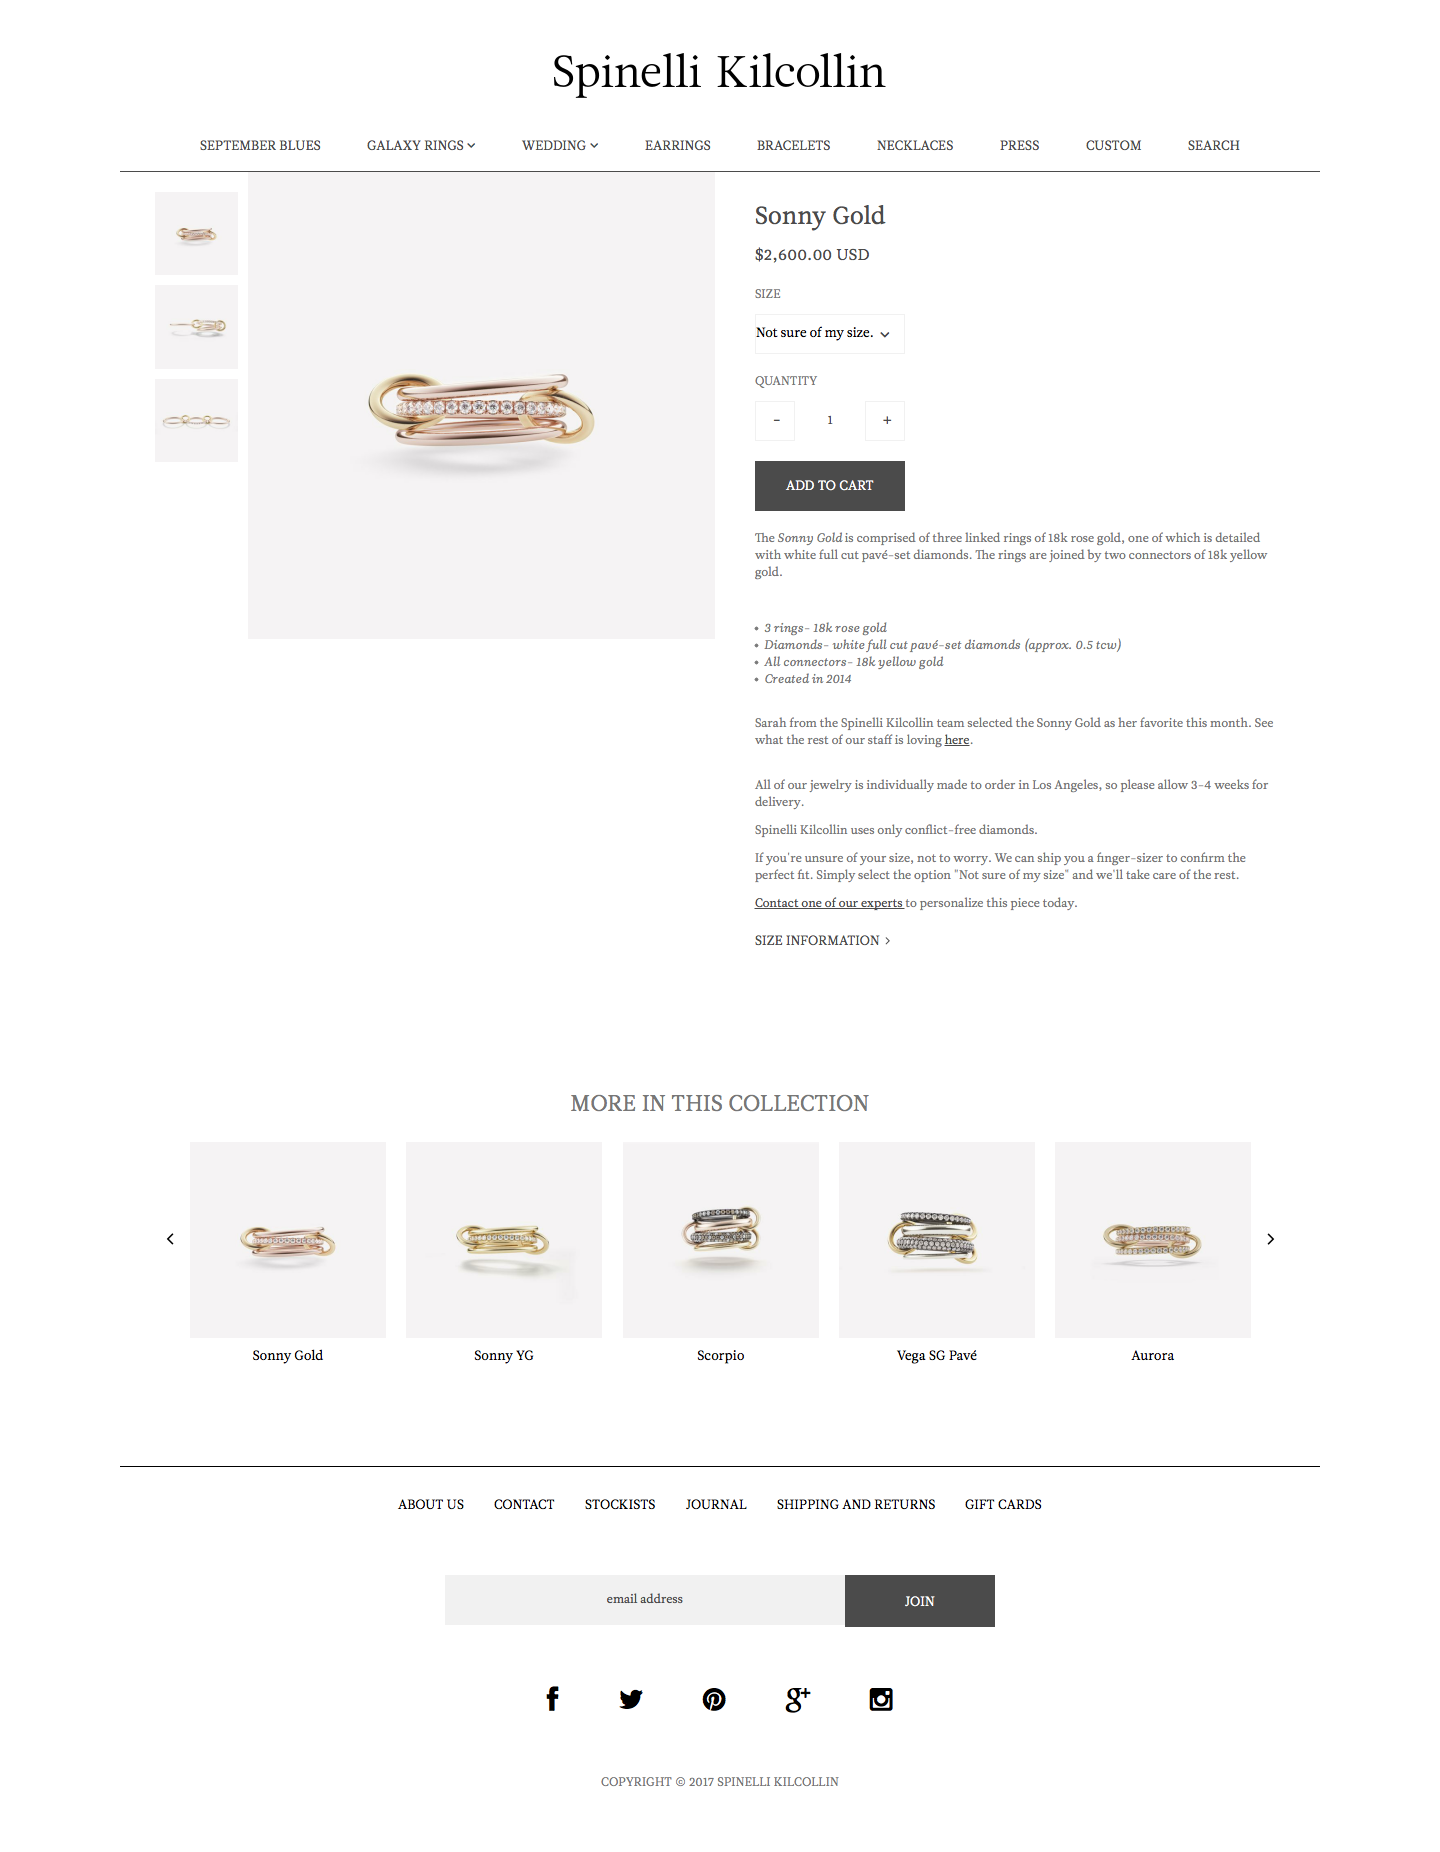 Spinelli Kilcollin
SEPTEMBER BLUES GALAXY RINGS WEDDING EARRINGS BRACELETS NECKLACES PRESS CUSTOM SEARCH
Sonny Gold
$2,600.00 USD
SIZE
Not sure of my size.
QUANTITY
- 1 +
ADD TO CART
The Sonny Gold is comprised of three linked rings of 18k rose gold, one of which is detailed
with white full cut pavé-set diamonds. The rings are joined by two connectors of 18k yellow
gold.
• 3 rings- 18k rose gold
• Diamonds- white full cut pavé-set diamonds (approx. 0.5 tcw)
• All connectors- 18k yellow gold
• Created in 2014
Sarah from the Spinelli Kilcollin team selected the Sonny Gold as her favorite this month. See
what the rest of our staff is loving here.
All of our jewelry is individually made to order in Los Angeles, so please allow 3-4 weeks for
delivery.
Spinelli Kilcollin uses only conflict-free diamonds.
If you're unsure of your size, not to worry. We can ship you a finger-sizer to confirm the
perfect fit. Simply select the option "Not sure of my size" and we'll take care of the rest.
Contact one of our experts to personalize this piece today.
SIZE INFORMATION >
MORE IN THIS COLLECTION
Sonny Gold Sonny YG Scorpio Vega SG Pavé Aurora
ABOUT US CONTACT STOCKISTS JOURNAL SHIPPING AND RETURNS GIFT CARDS
email address JOIN
COPYRIGHT © 2017 SPINELLI KILCOLLIN